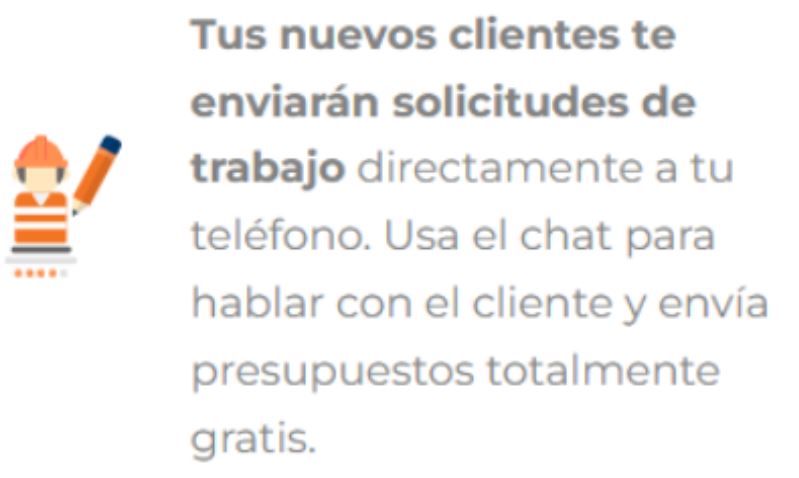 Tus nuevos clientes te
enviarán solicitudes de
trabajo directamente a tu
teléfono. Usa el chat para
hablar con el cliente y envía
presupuestos totalmente
gratis.